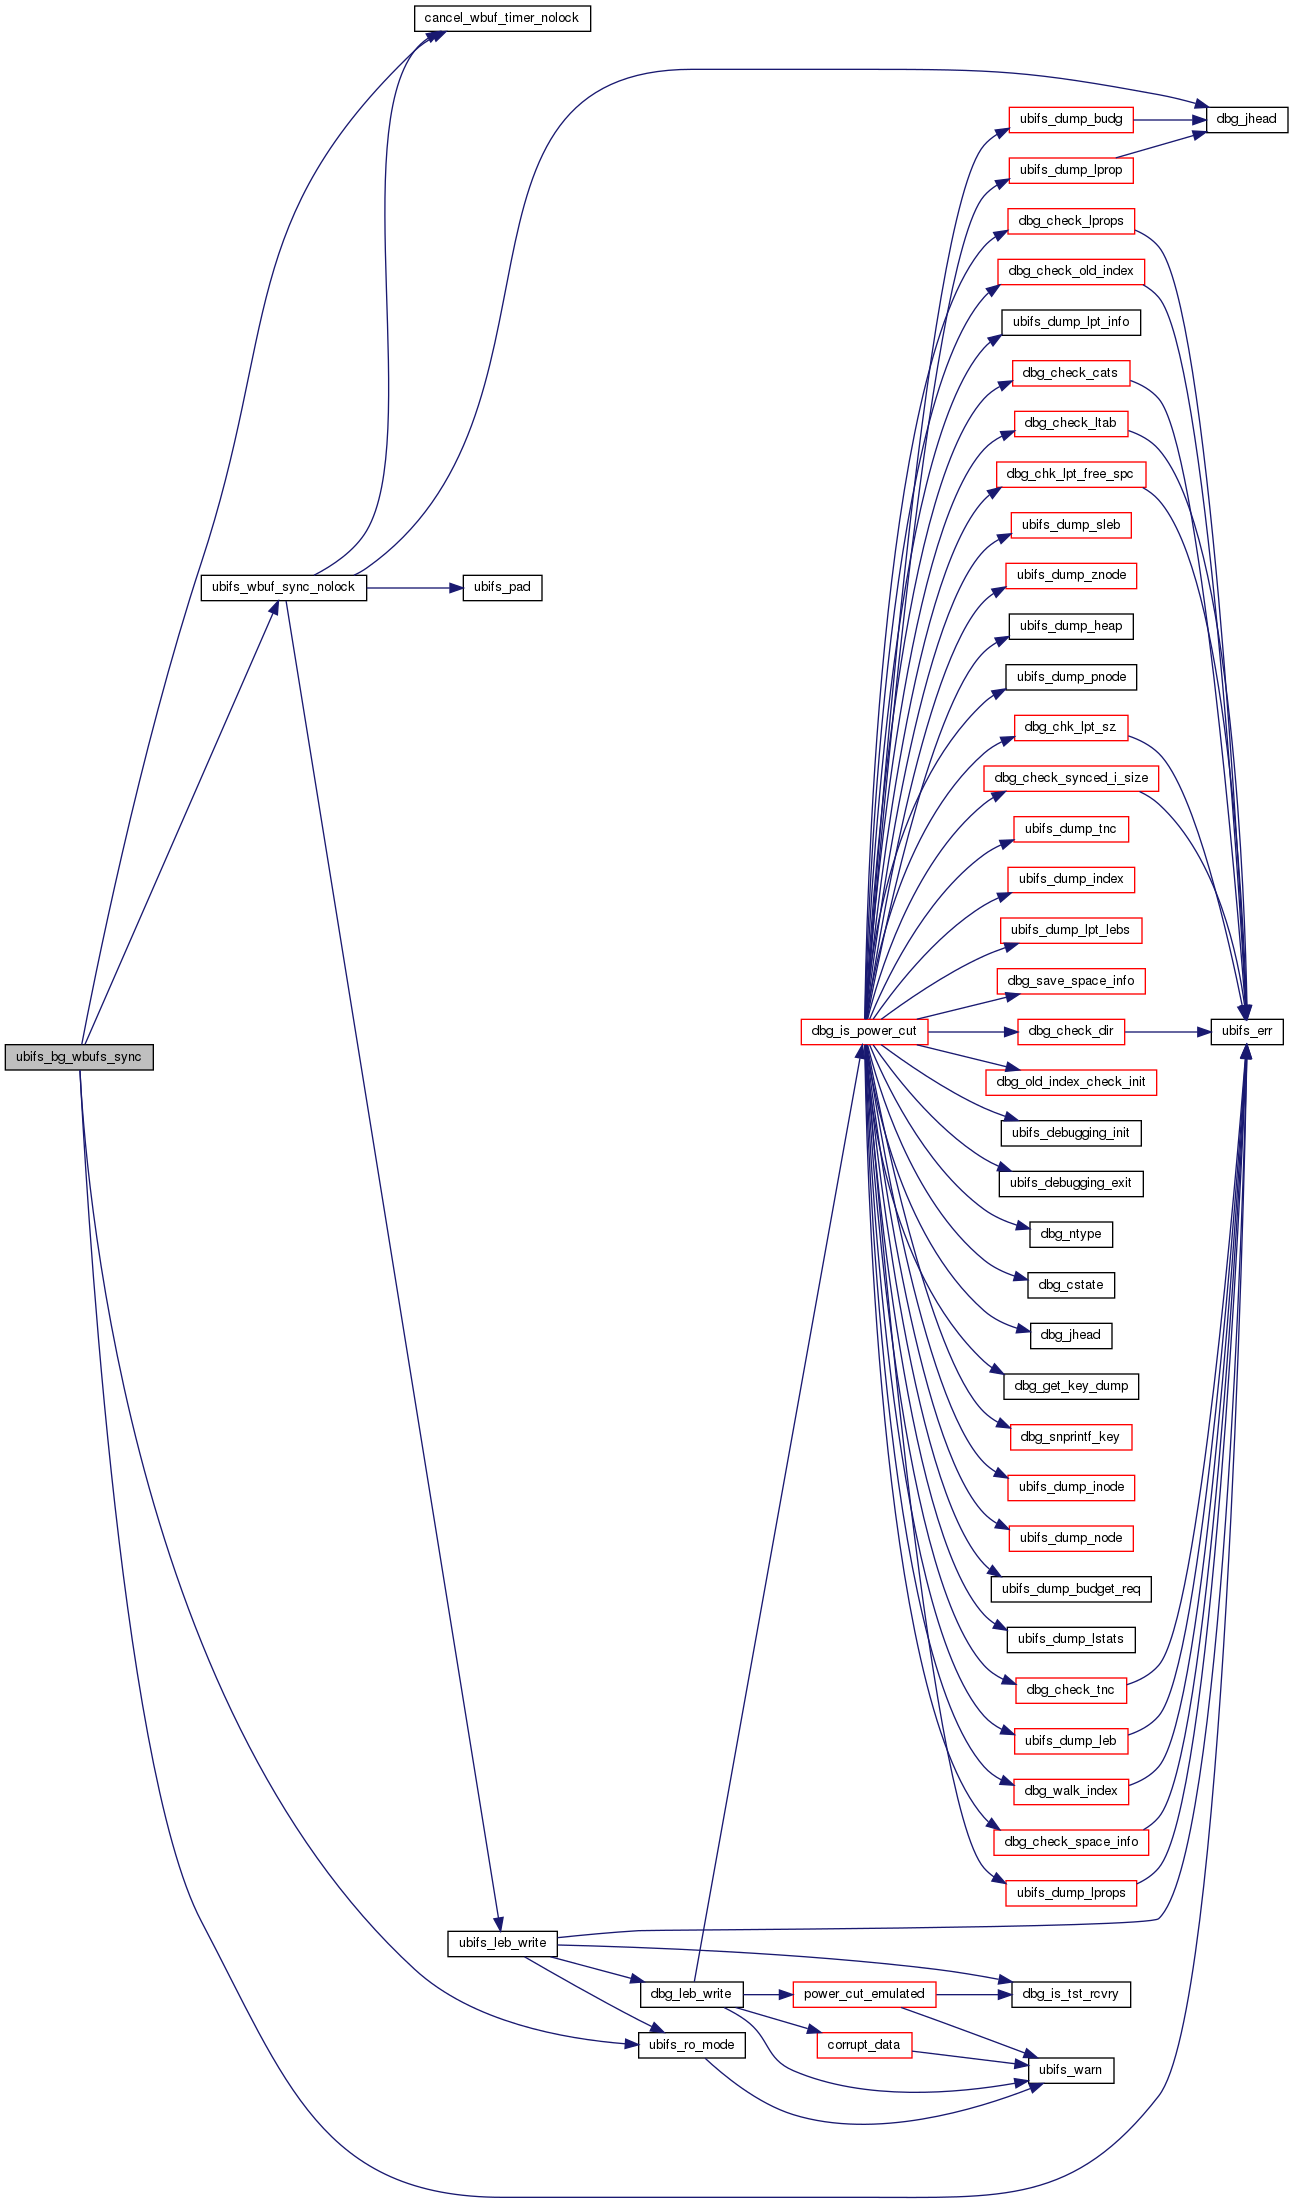 cancel_wbuf_timer_nolock
dbg_jhead
ubifs_dump_budg
ubifs_dump_lprop
dbg_check_lprops
dbg_check_old_index
ubifs_dump_lpt_info
dbg_check_cats
dbg_check_ltab
dbg_chk_lpt_free_spc
ubifs_dump_sleb
ubifs_dump_znode
ubifs_wbuf_sync_nolock
ubifs_pad
ubifs_dump_heap
ubifs_dump_pnode
dbg_chk_lpt_sz
dbg_check_synced_i_size
ubifs_dump_tnc
ubifs_dump_index
ubifs_dump_lpt_lebs
dbg_save_space_info
dbg_is_power_cut
dbg_check_dir
ubifs_err
ubifs_bg_wbufs_sync
dbg_old_index_check_init
ubifs_debugging_init
ubifs_debugging_exit
dbg_ntype
dbg_cstate
dbg_jhead
dbg_get_key_dump
dbg_snprintf_key
ubifs_dump_inode
ubifs_dump_node
ubifs_dump_budget_req
ubifs_dump_lstats
dbg_check_tnc
ubifs_dump_leb
dbg_walk_index
dbg_check_space_info
ubifs_dump_lprops
ubifs_leb_write
dbg_leb_write
power_cut_emulated
dbg_is_tst_rcvry
ubifs_ro_mode
corrupt_data
ubifs_warn